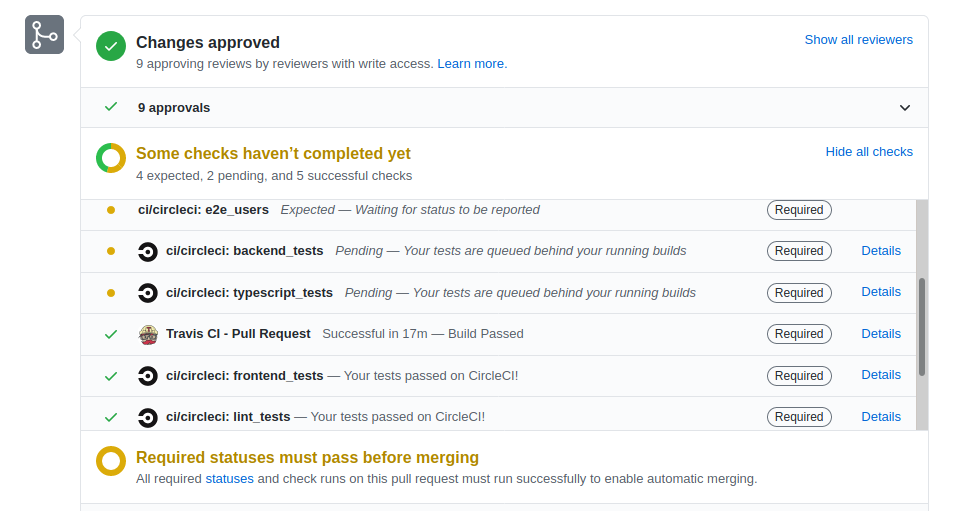 Changes approved
Show all reviewers
9 approving reviews by reviewers with write access. Learn more.
9 approvals
Some checks haven’t completed yet
Hide all checks
4 expected, 2 pending, and 5 successful checks
ci/circleci: e2e_users Expected — Waiting for status to be reported Required
ci/circleci: backend_tests Pending — Your tests are queued behind your running builds Required Details
ci/circleci: typescript_tests Pending — Your tests are queued behind your running builds Required Details
Travis CI - Pull Request Successful in 17m — Build Passed Required Details
ci/circleci: frontend_tests — Your tests passed on CircleCI! Required Details
ci/circleci: lint_tests — Your tests passed on CircleCI! Required Details
Required statuses must pass before merging
All required statuses and check runs on this pull request must run successfully to enable automatic merging.